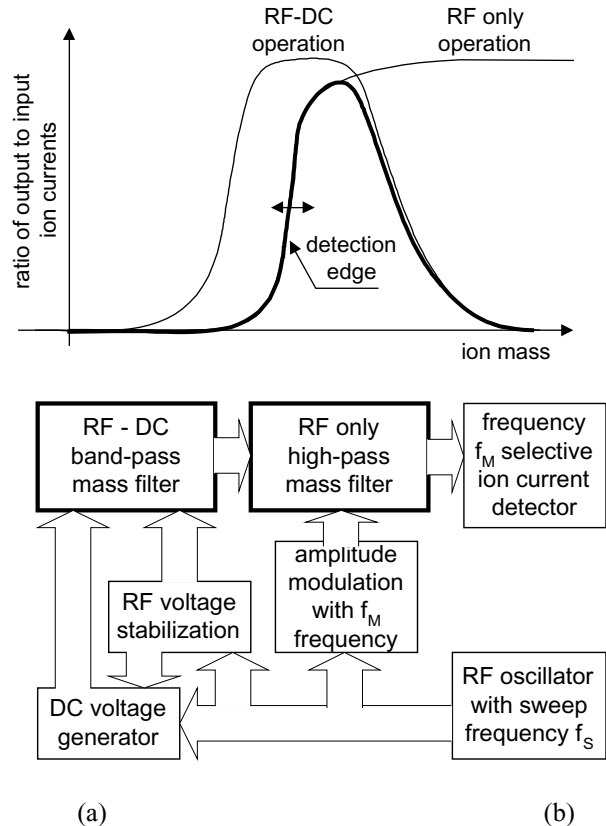 RF-DC
operation
RF only
operation
ratio of output to input
ion currents
detection
edge
ion mass
RF - DC
band-pass
mass filter
RF only
high-pass
mass filter
frequency
f_M selective
ion current
detector
RF voltage
stabilization
amplitude
modulation
with f_M
frequency
DC voltage
generator
RF oscillator
with sweep
frequency f_S
(a)
(b)